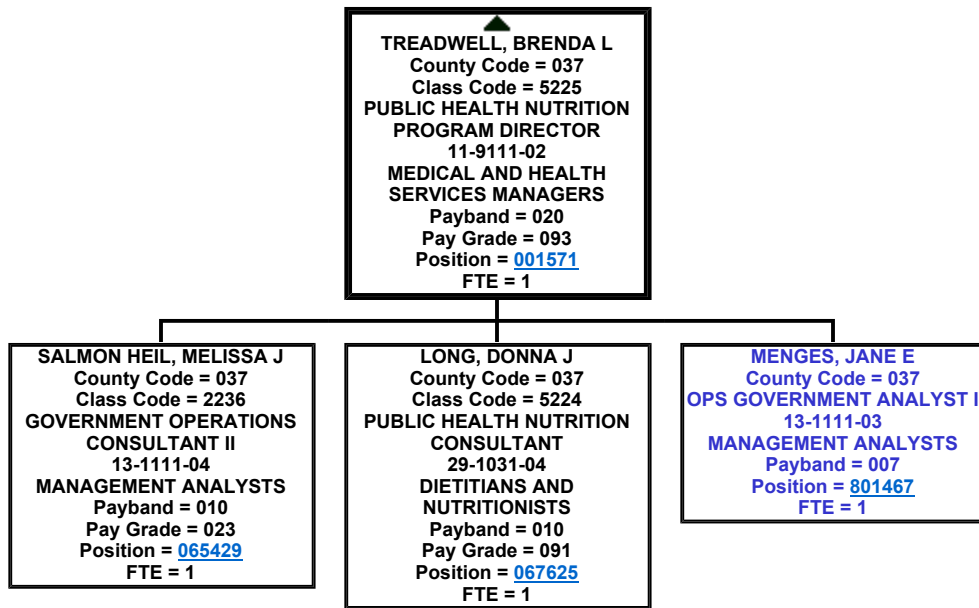 TREADWELL, BRENDA L
County Code = 037
Class Code = 5225
PUBLIC HEALTH NUTRITION
PROGRAM DIRECTOR
11-9111-02
MEDICAL AND HEALTH
SERVICES MANAGERS
Payband = 020
Pay Grade = 093
Position = 001571
FTE = 1
SALMON HEIL, MELISSA J
County Code = 037
Class Code = 2236
GOVERNMENT OPERATIONS
CONSULTANT II
13-1111-04
MANAGEMENT ANALYSTS
Payband = 010
Pay Grade = 023
Position = 065429
FTE = 1
LONG, DONNA J
County Code = 037
Class Code = 5224
PUBLIC HEALTH NUTRITION
CONSULTANT
29-1031-04
DIETITIANS AND
NUTRITIONISTS
Payband = 010
Pay Grade = 091
Position = 067625
FTE = 1
MENGES, JANE E
County Code = 037
OPS GOVERNMENT ANALYST I
13-1111-03
MANAGEMENT ANALYSTS
Payband = 007
Position = 801467
FTE = 1